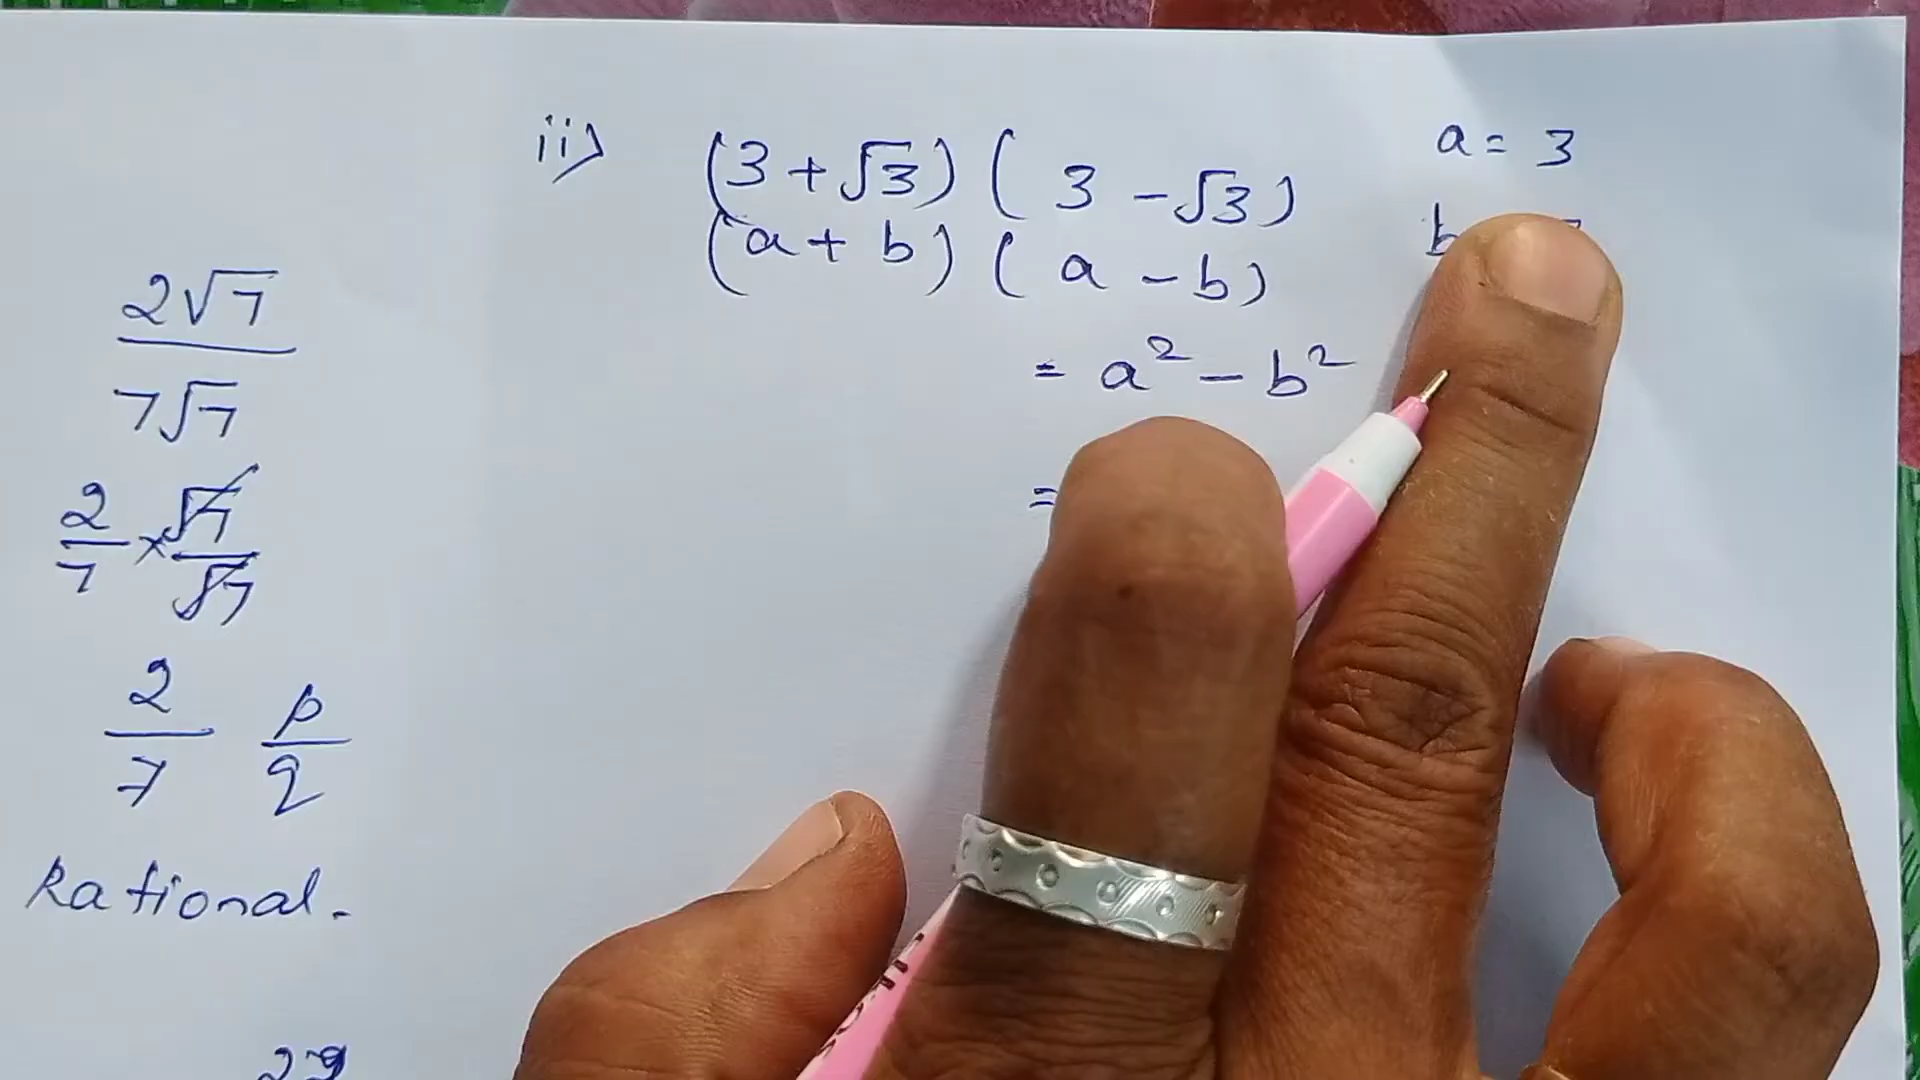 2√7
7√7
2/7 × √7/√7
2/7 p/q
Rational.
ii) (3 + √3) ( 3 - √3)
(a + b) ( a - b)
= a² - b²
=
a = 3
b